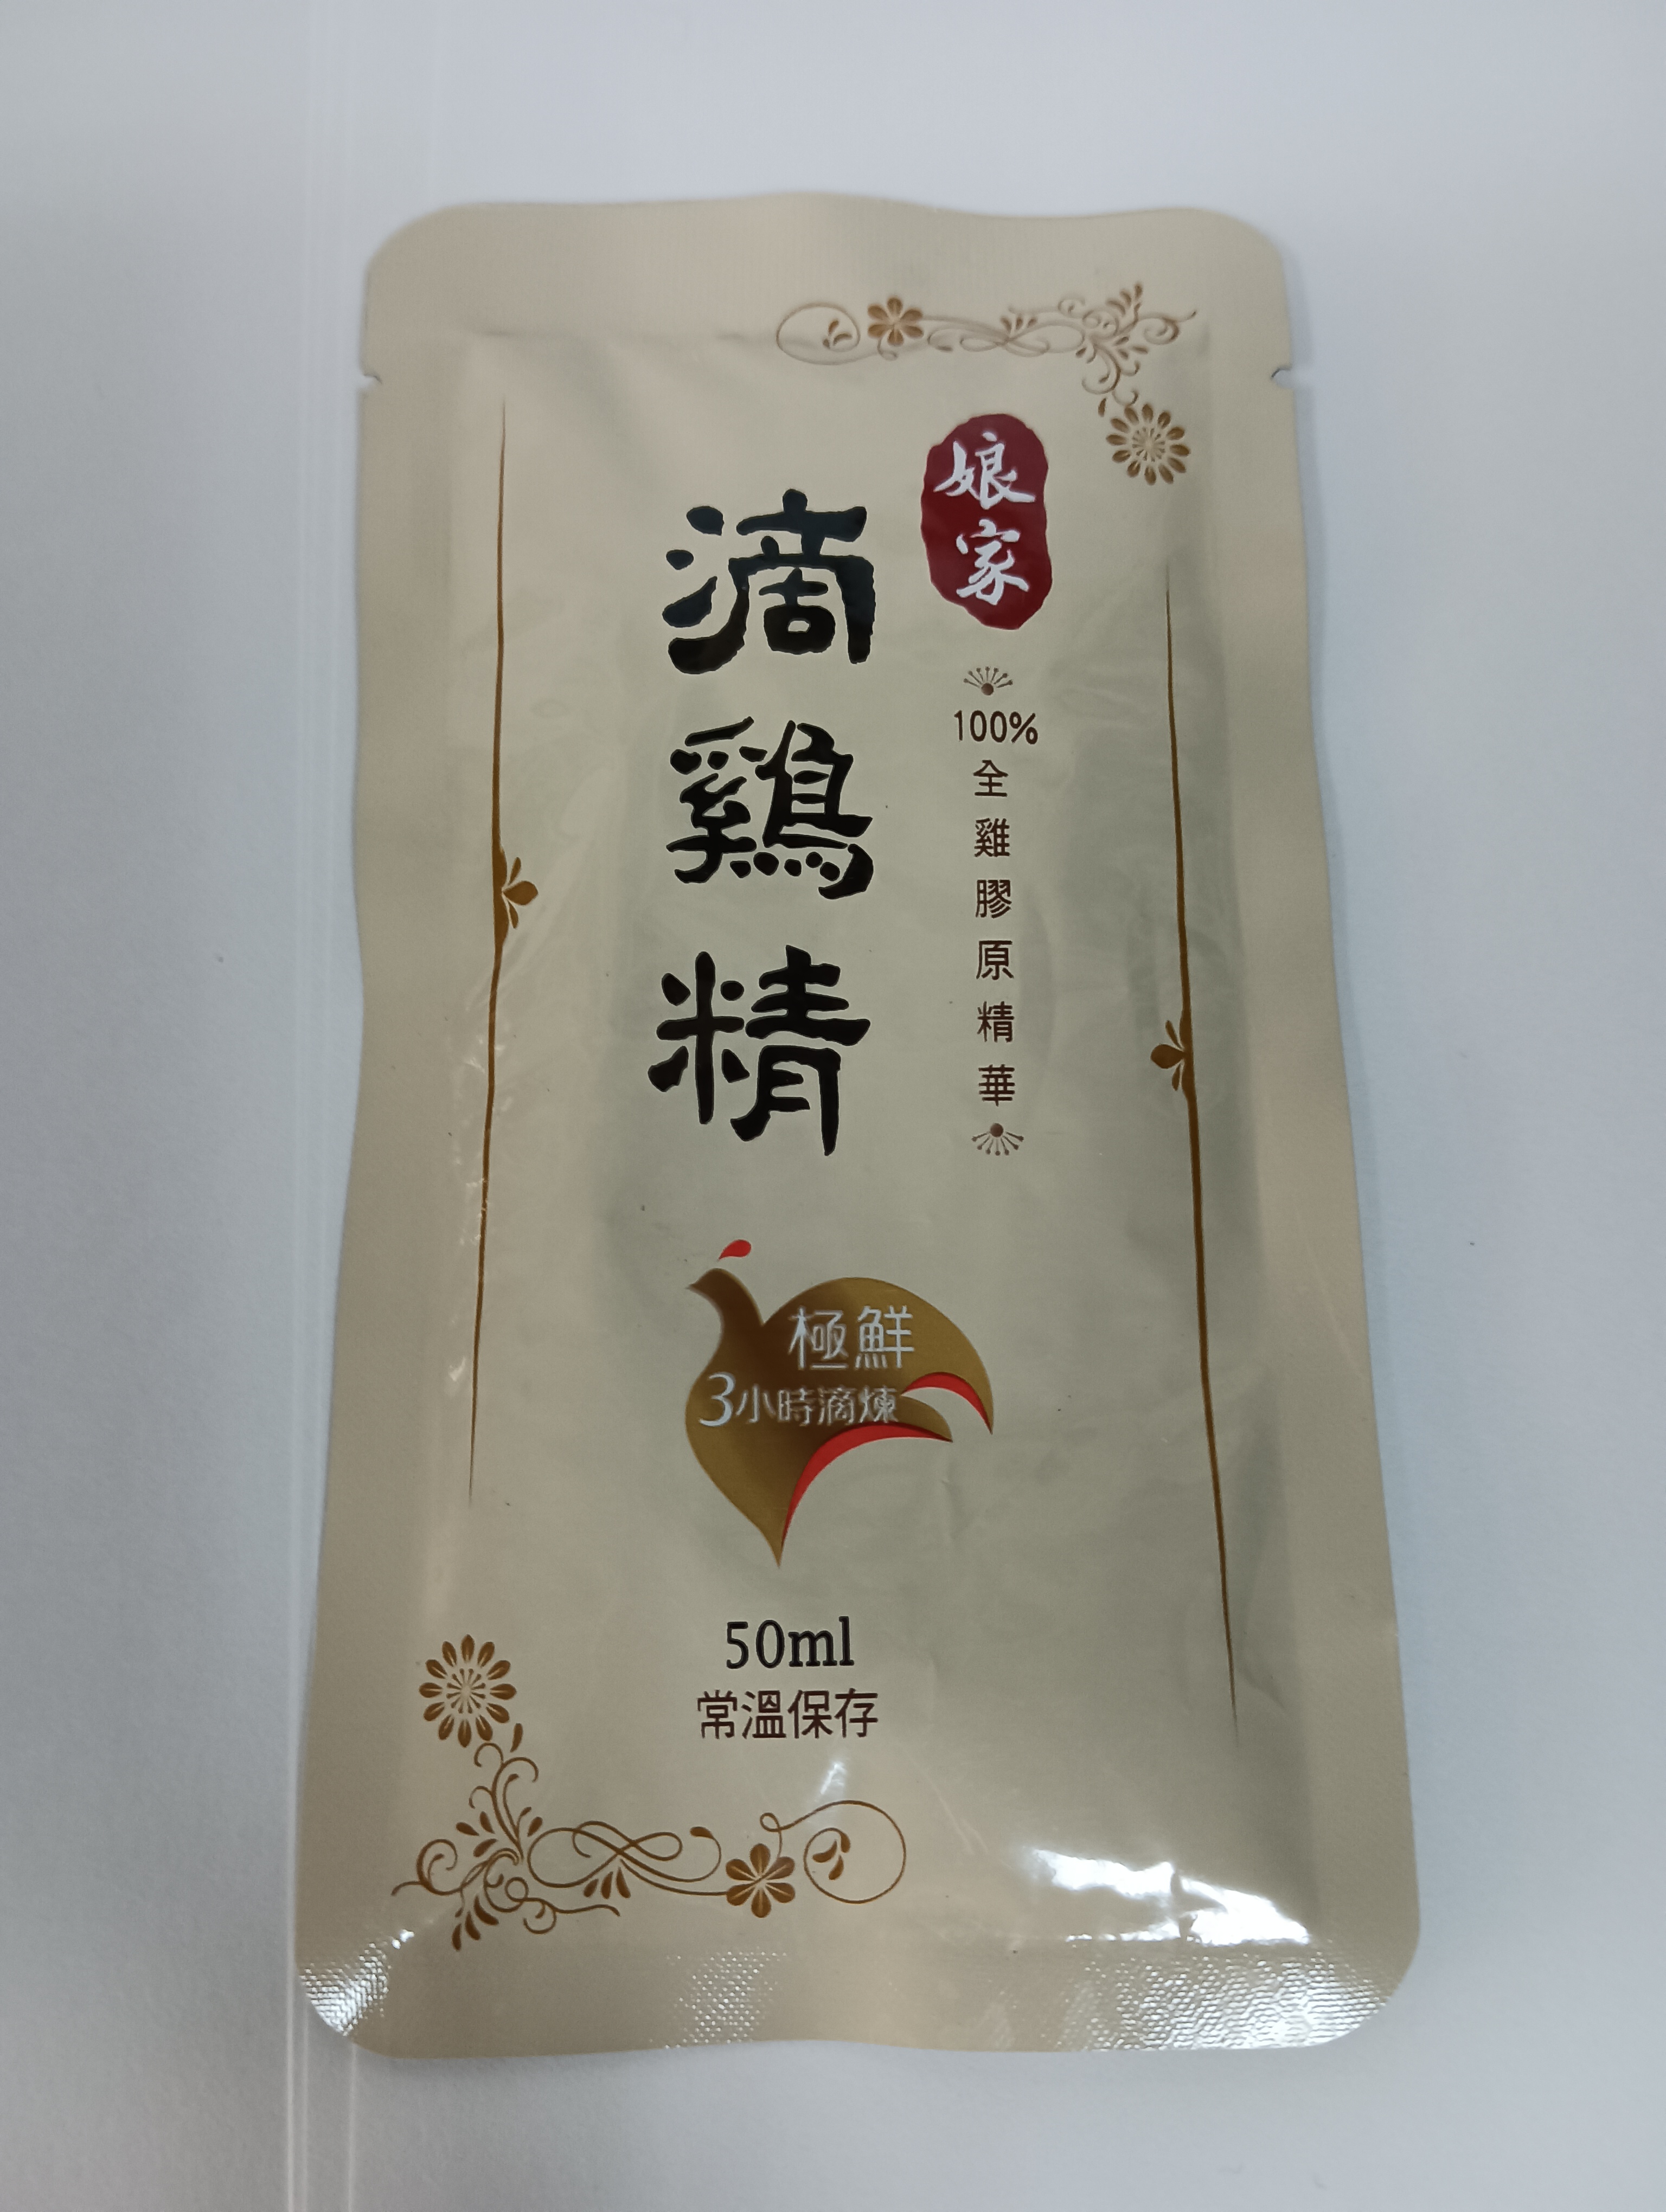 娘家
100%全雞膠原精華
滴鷄精
極鮮
3小時滴煉
50ml
常溫保存